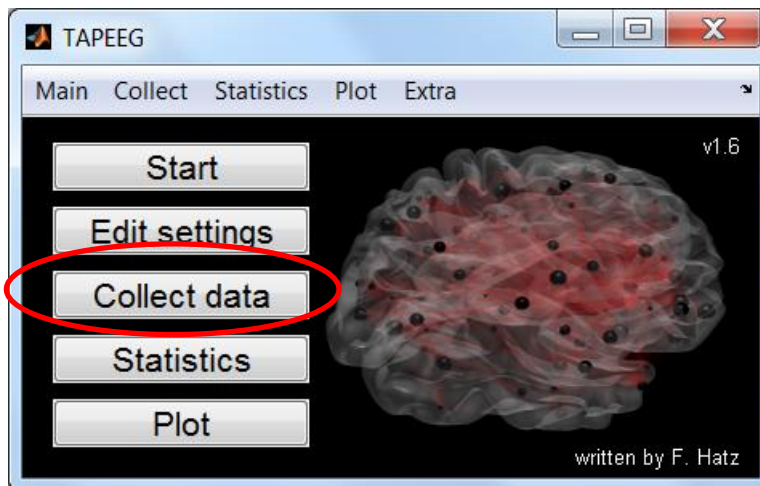 TAPEEG
Main Collect Statistics Plot Extra
v1.6
Start
Edit settings
Collect data
Statistics
Plot
written by F. Hatz